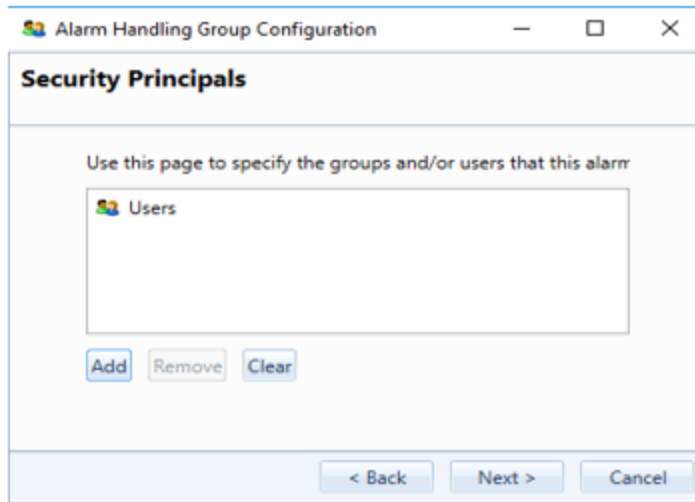 Alarm Handling Group Configuration
Security Principals
Use this page to specify the groups and/or users that this alarm
Users
Add Remove Clear
< Back Next > Cancel